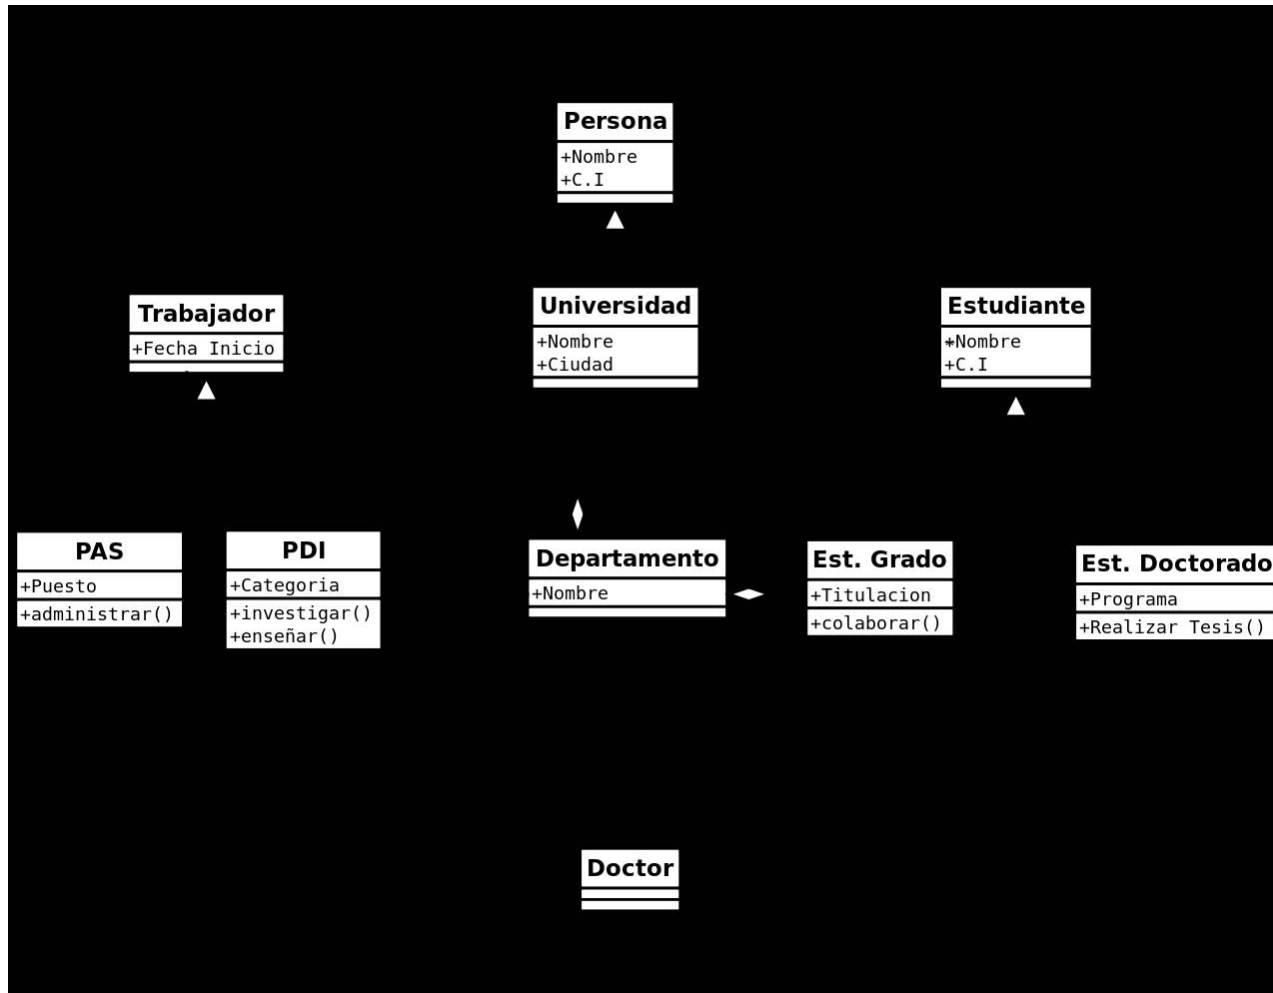 Persona
+Nombre
+C.I
Trabajador
+Fecha Inicio
Universidad
+Nombre
+Ciudad
Estudiante
+Nombre
+C.I
PAS
+Puesto
+administrar()
PDI
+Categoria
+investigar()
+enseñar()
Departamento
+Nombre
Est. Grado
+Titulacion
+colaborar()
Est. Doctorado
+Programa
+Realizar Tesis()
Doctor